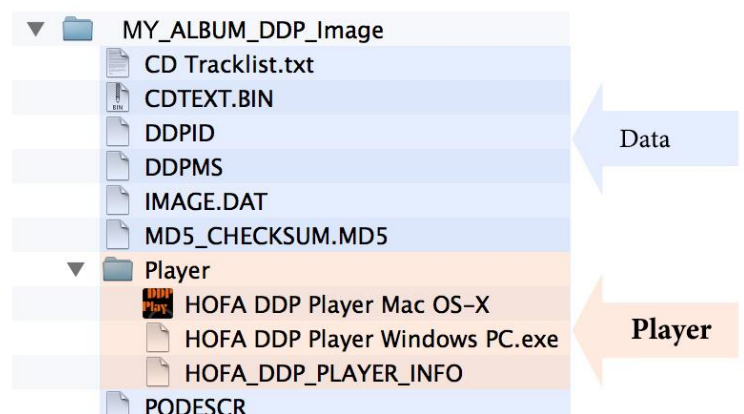 MY_ALBUM_DDP_Image
CD Tracklist.txt
CDTEXT.BIN
BIN
DDPID
DDPMS
IMAGE.DAT
MD5_CHECKSUM.MD5
Data
Player
DDP
Play
HOFA DDP Player Mac OS-X
HOFA DDP Player Windows PC.exe
HOFA_DDP_PLAYER_INFO
Player
PQDESCR